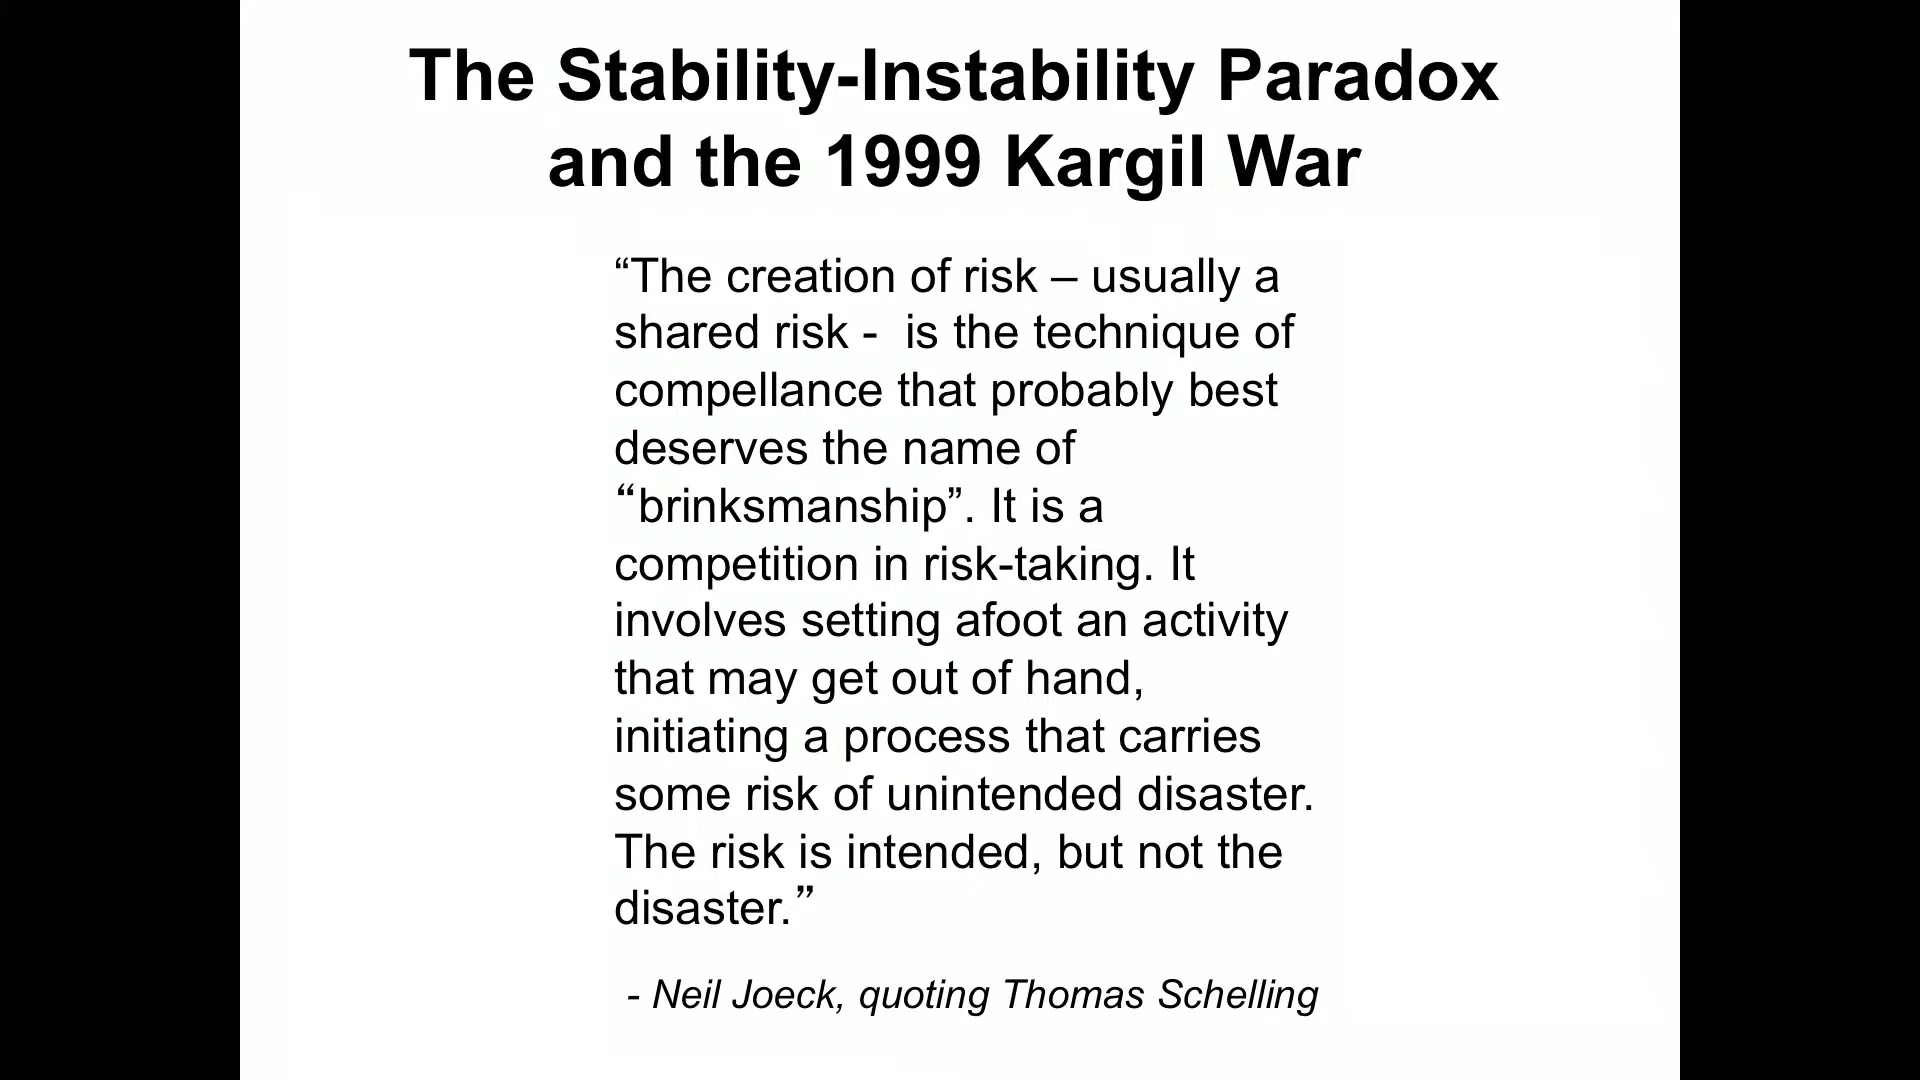 The Stability-Instability Paradox
and the 1999 Kargil War
“The creation of risk – usually a
shared risk -  is the technique of
compellance that probably best
deserves the name of
“brinksmanship”. It is a
competition in risk-taking. It
involves setting afoot an activity
that may get out of hand,
initiating a process that carries
some risk of unintended disaster.
The risk is intended, but not the
disaster.”
- Neil Joeck, quoting Thomas Schelling